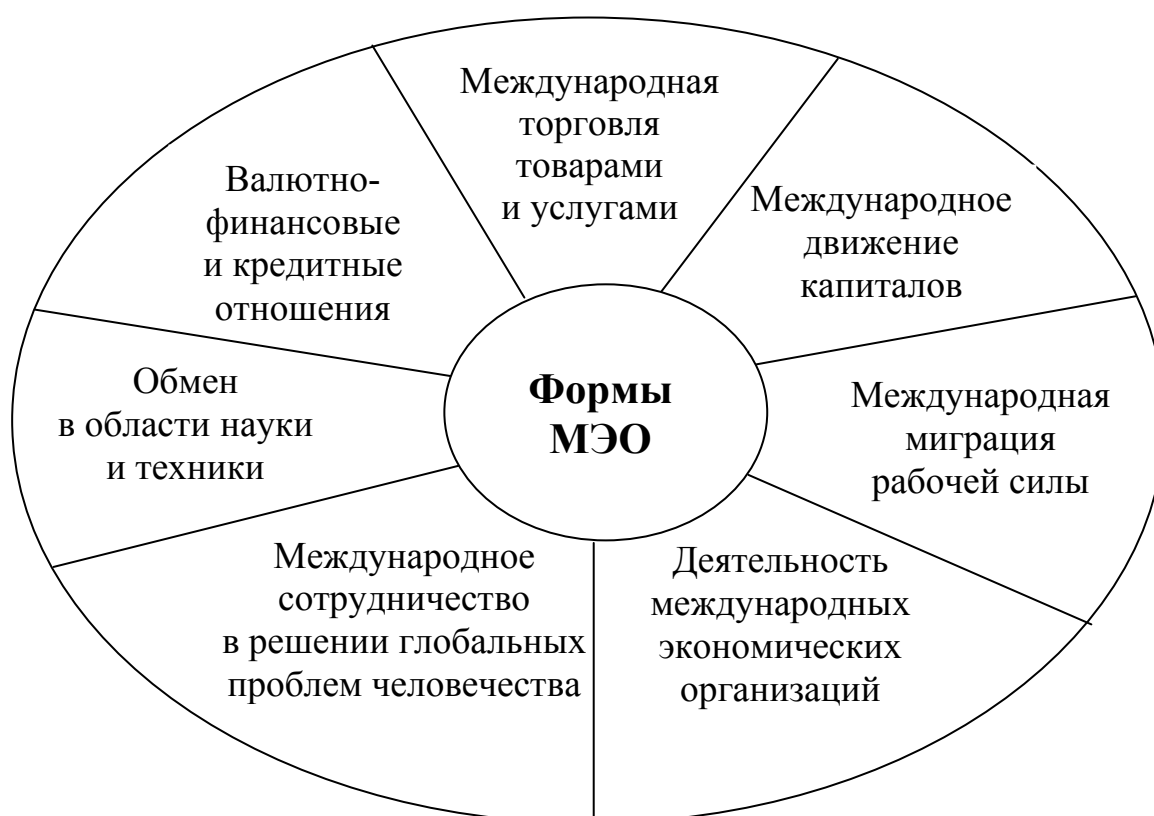 Международная
торговля
товарами
и услугами
Международное
движение
капиталов
Международная
миграция
рабочей силы
Деятельность
международных
экономических
организаций
Международное
сотрудничество
в решении глобальных
проблем человечества
Обмен
в области науки
и техники
Валютно-
финансовые
и кредитные
отношения
Формы
МЭО